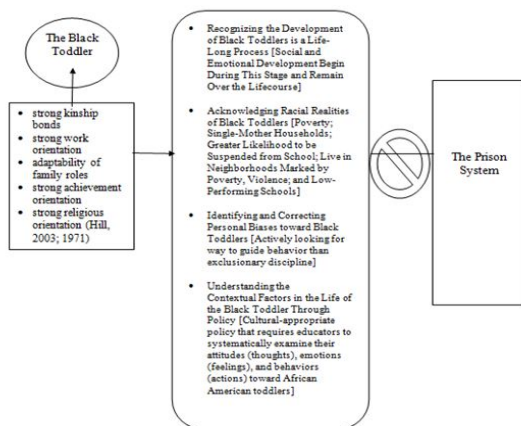 The Black
Toddler
• strong kinship
bonds
• strong work
orientation
• adaptability of
family roles
• strong achievement
orientation
• strong religious
orientation (Hill,
2003; 1971)
• Recognizing the Development
of Black Toddlers is a Life-
Long Process [Social and
Emotional Development Begin
During This Stage and Remain
Over the Lifecourse]
• Acknowledging Racial Realities
of Black Toddlers [Poverty;
Single-Mother Households;
Greater Likelihood to be
Suspended from School; Live in
Neighborhoods Marked by
Poverty, Violence; and Low-
Performing Schools]
• Identifying and Correcting
Personal Biases toward Black
Toddlers [Actively looking for
way to guide behavior than
exclusionary discipline]
• Understanding the
Contextual Factors in the Life of
the Black Toddler Through
Policy [Cultural-appropriate
policy that requires educators to
systematically examine their
attitudes (thoughts), emotions
(feelings), and behaviors
(actions) toward African
American toddlers]
The Prison
System